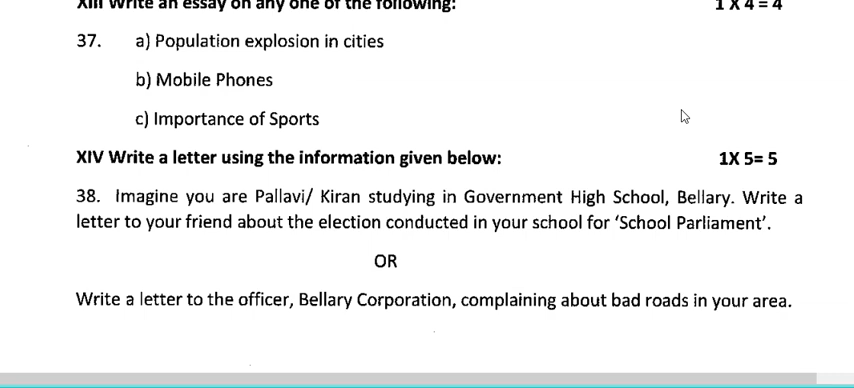 XIII Write an essay on any one of the following: 1 X 4 = 4
37. a) Population explosion in cities
b) Mobile Phones
c) Importance of Sports
XIV Write a letter using the information given below: 1X 5= 5
38. Imagine you are Pallavi/ Kiran studying in Government High School, Bellary. Write a
letter to your friend about the election conducted in your school for ‘School Parliament’.
OR
Write a letter to the officer, Bellary Corporation, complaining about bad roads in your area.